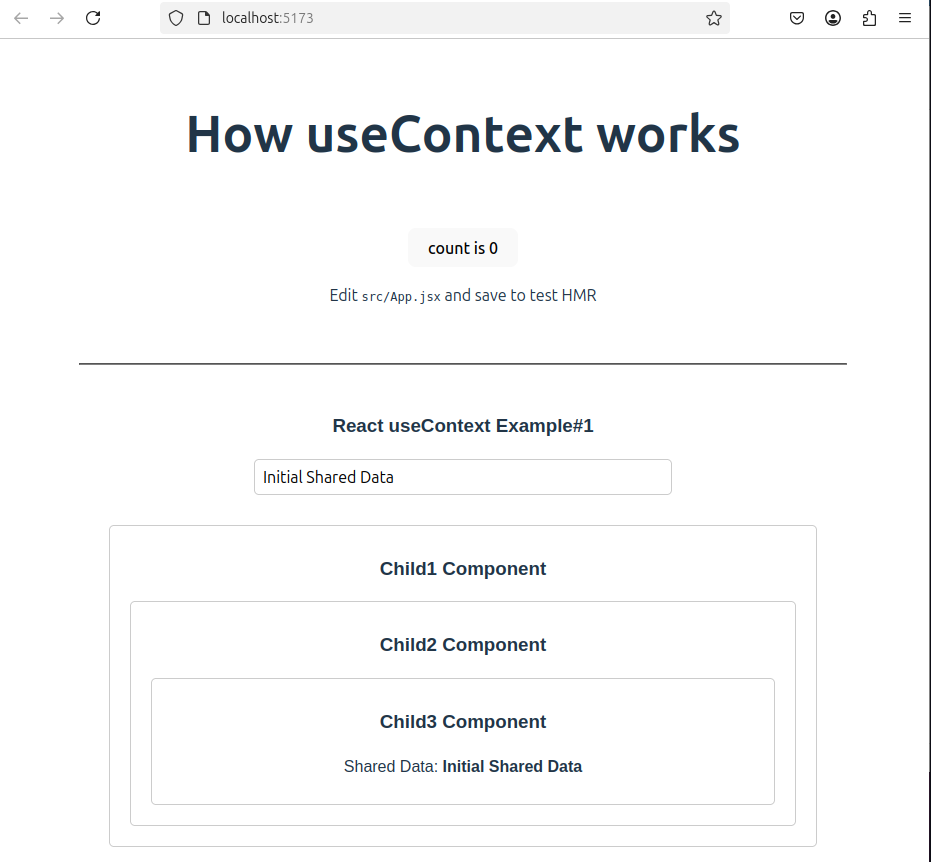 localhost:5173
How useContext works
count is 0
Edit src/App.jsx and save to test HMR
React useContext Example#1
Initial Shared Data
Child1 Component
Child2 Component
Child3 Component
Shared Data: Initial Shared Data